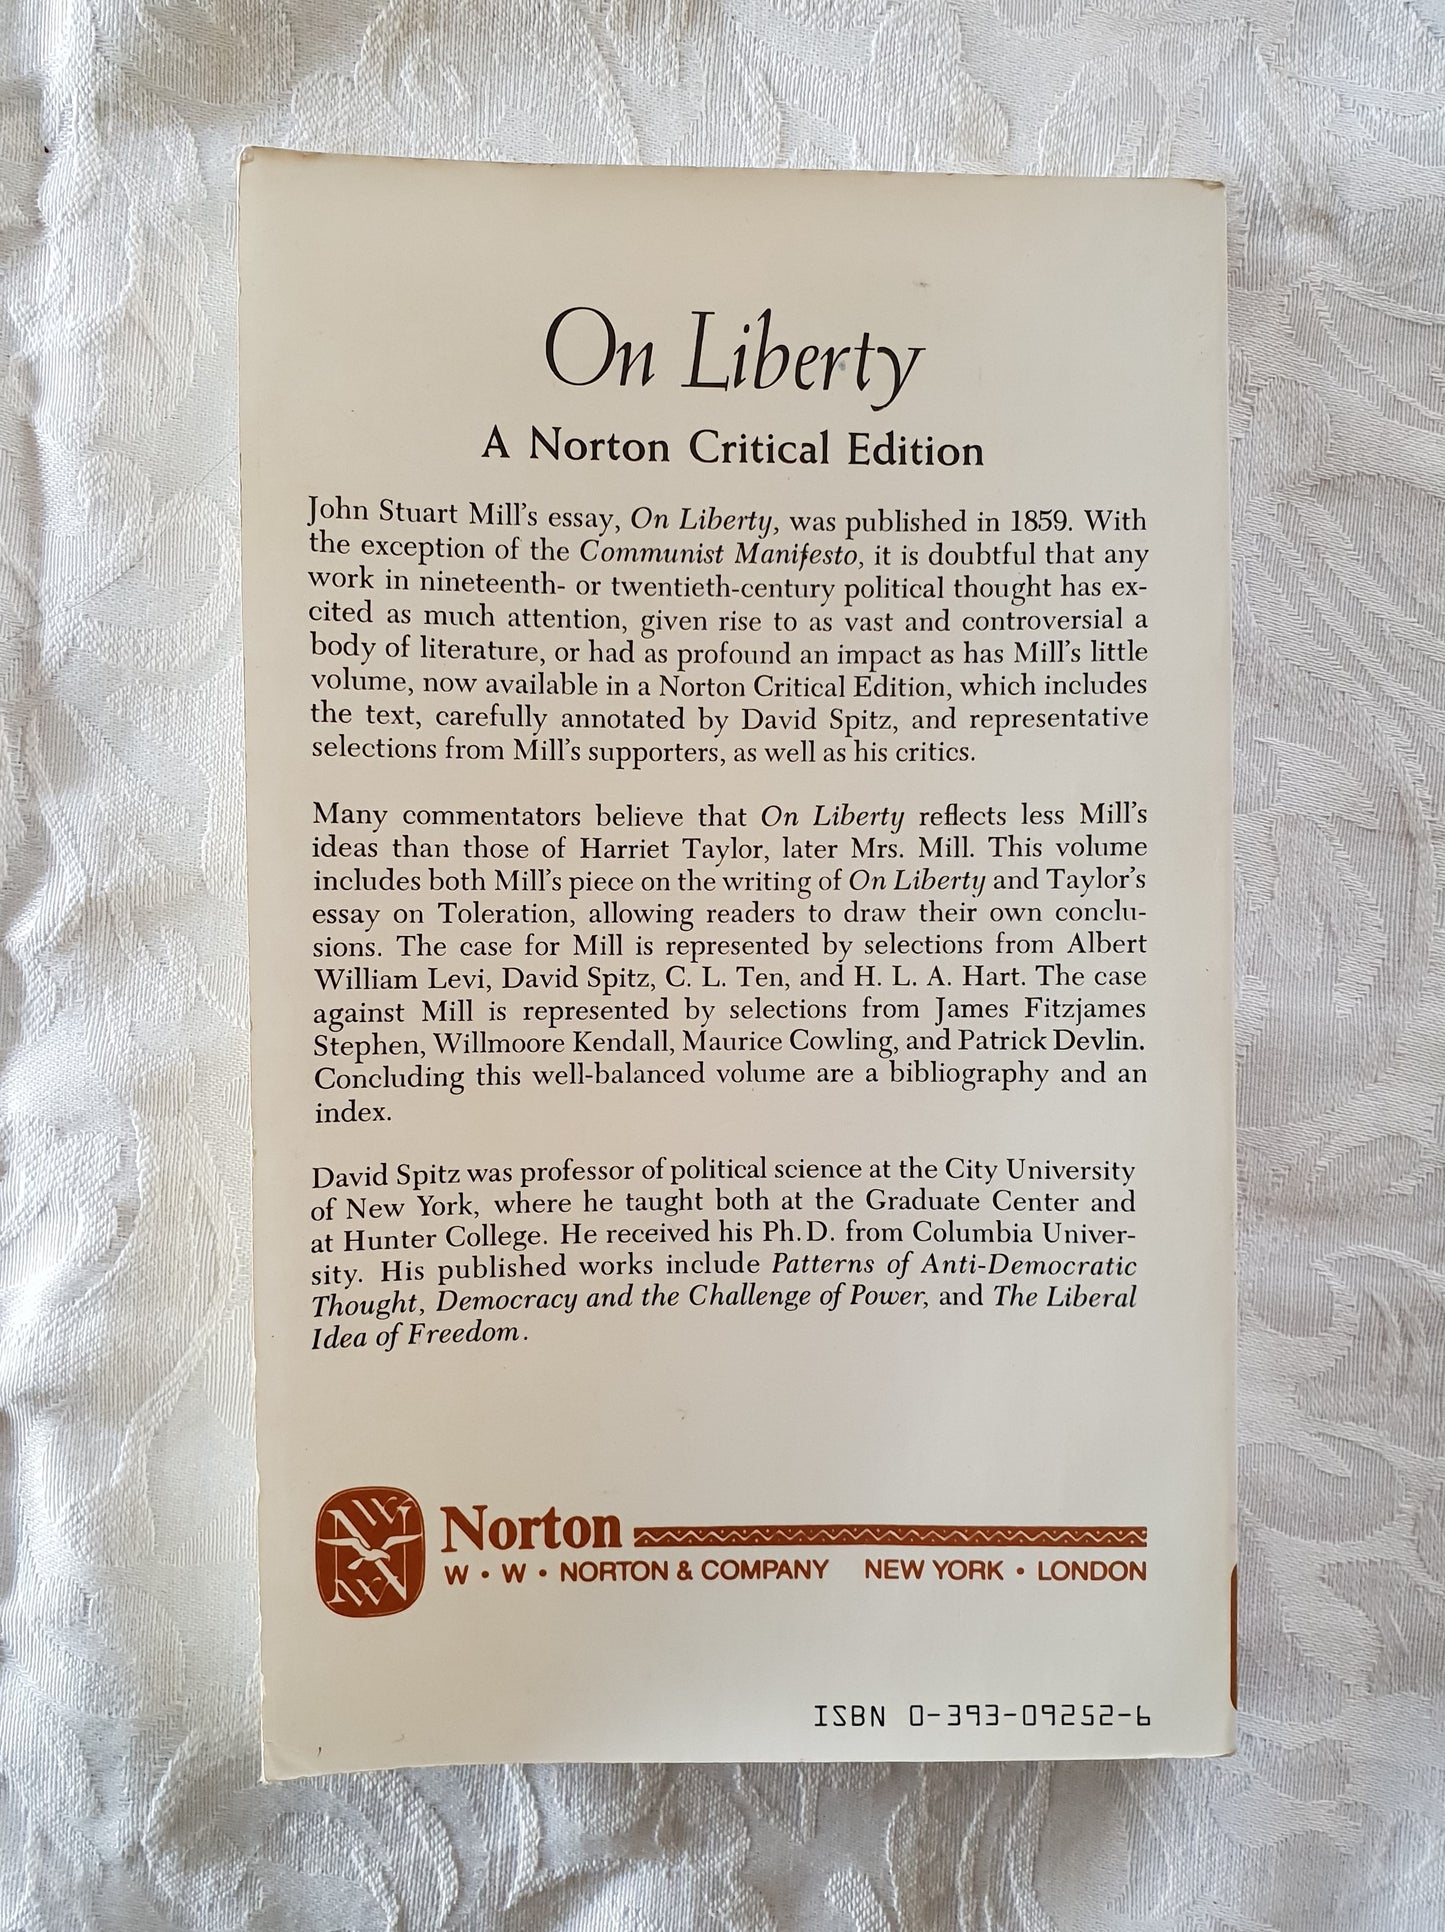 On Liberty
A Norton Critical Edition
John Stuart Mill's essay, On Liberty, was published in 1859. With
the exception of the Communist Manifesto, it is doubtful that any
work in nineteenth- or twentieth-century political thought has ex-
cited as much attention, given rise to as vast and controversial a
body of literature, or had as profound an impact as has Mill's little
volume, now available in a Norton Critical Edition, which includes
the text, carefully annotated by David Spitz, and representative
selections from Mill's supporters, as well as his critics.
Many commentators believe that On Liberty reflects less Mill's
ideas than those of Harriet Taylor, later Mrs. Mill. This volume
includes both Mill's piece on the writing of On Liberty and Taylor's
essay on Toleration, allowing readers to draw their own conclu-
sions. The case for Mill is represented by selections from Albert
William Levi, David Spitz, C. L. Ten, and H. L. A. Hart. The case
against Mill is represented by selections from James Fitzjames
Stephen, Willmoore Kendall, Maurice Cowling, and Patrick Devlin.
Concluding this well-balanced volume are a bibliography and an
index.
David Spitz was professor of political science at the City University
of New York, where he taught both at the Graduate Center and
at Hunter College. He received his Ph.D. from Columbia Univer-
sity. His published works include Patterns of Anti-Democratic
Thought, Democracy and the Challenge of Power, and The Liberal
Idea of Freedom.
Norton
W • W • NORTON & COMPANY NEW YORK • LONDON
ISBN 0-393-09252-6